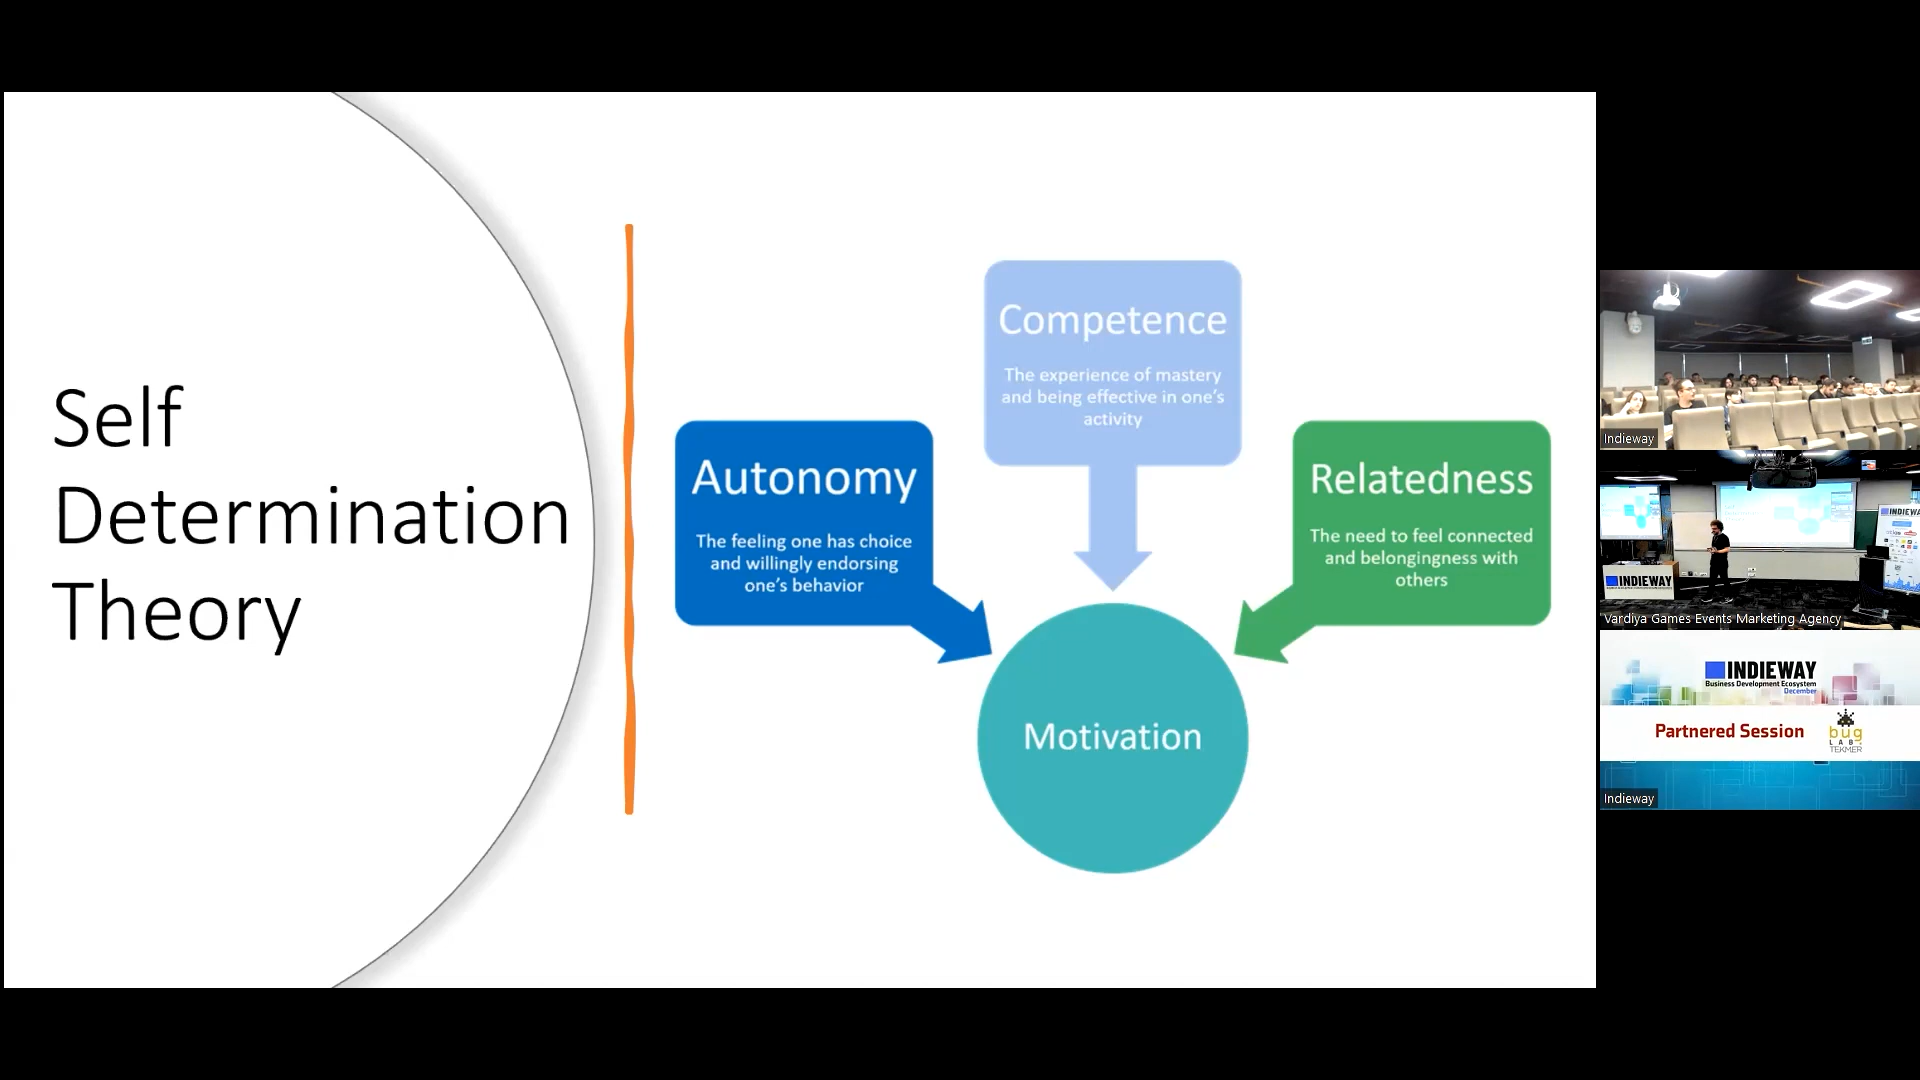 Self
Determination
Theory
Competence
The experience of mastery
and being effective in one's
activity
Autonomy
The feeling one has choice
and willingly endorsing
one's behavior
Relatedness
The need to feel connected
and belongingness with
others
Motivation
Indieway
INDIEWAY
INDIEWAY
Vardiya Games Events Marketing Agency
INDIEWAY
Business Development Ecosystem
December
Partnered Session
bug
LAB
TEKMER
Indieway